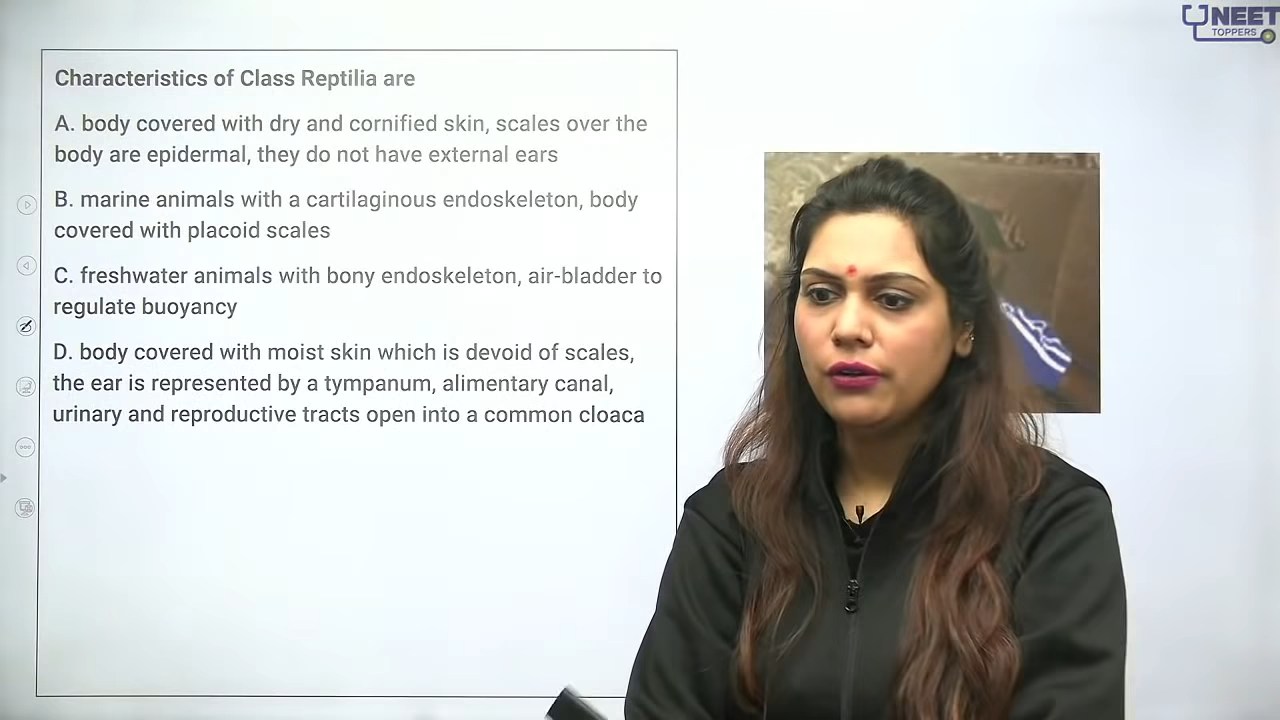 NEET
TOPPERS
Characteristics of Class Reptilia are
A. body covered with dry and cornified skin, scales over the
body are epidermal, they do not have external ears
B. marine animals with a cartilaginous endoskeleton, body
covered with placoid scales
C. freshwater animals with bony endoskeleton, air-bladder to
regulate buoyancy
D. body covered with moist skin which is devoid of scales,
the ear is represented by a tympanum, alimentary canal,
urinary and reproductive tracts open into a common cloaca